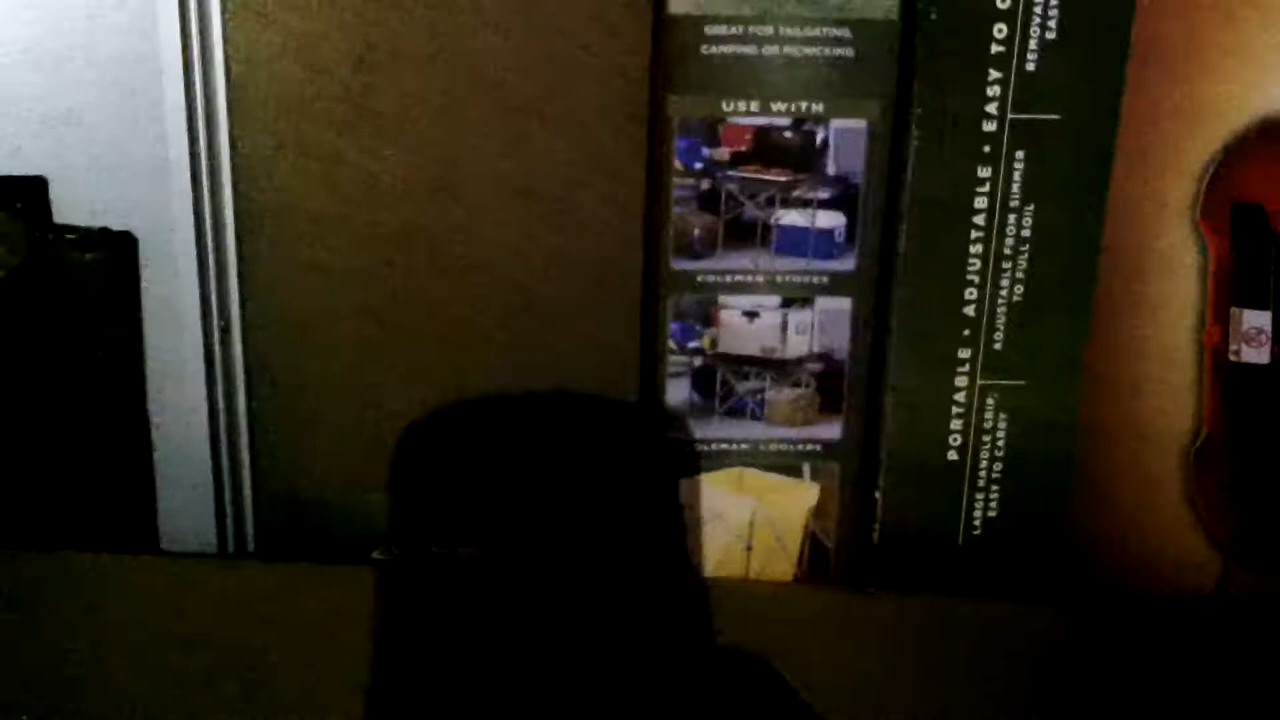 GREAT FOR TAILGATING,
CAMPING OR PICNICKING
USE WITH
COLEMAN STOVES
COLEMAN COOLERS
PORTABLE • ADJUSTABLE • EASY TO
LARGE HANDLE GRIP,
EASY TO CARRY
ADJUSTABLE FROM SIMMER
TO FULL BOIL
EASY